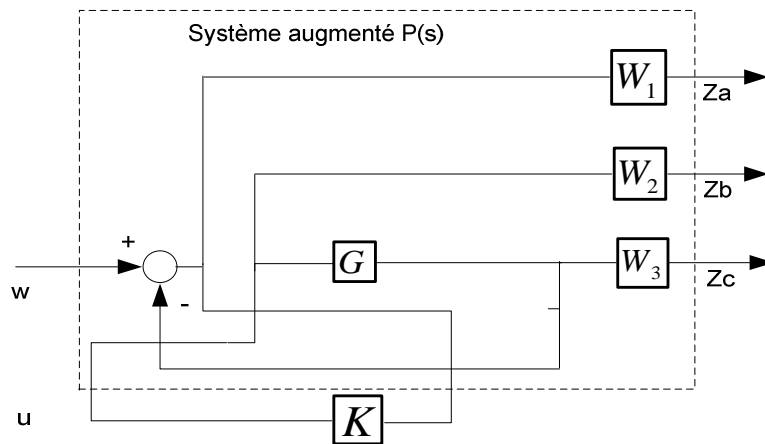 Système augmenté P(s)
W₁
Za
W₂
Zb
+
G
W₃
w
-
Zc
u
K